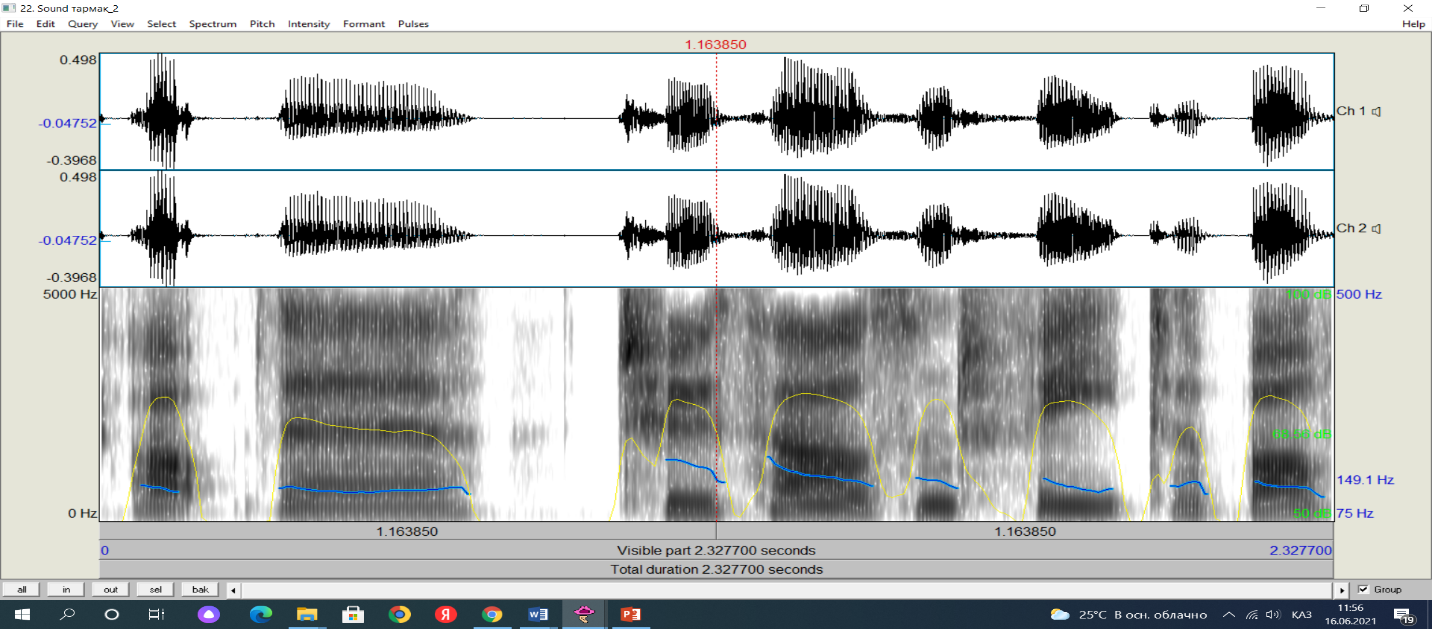 22. Sound тармақ_2
File Edit Query View Select Spectrum Pitch Intensity Formant Pulses Help
1.163850
0.498
-0.04752
-0.3968
Ch 1
0.498
-0.04752
-0.3968
Ch 2
5000 Hz 100 dB 500 Hz
149.1 Hz
0 Hz 50 dB 75 Hz
1.163850 1.163850
0 Visible part 2.327700 seconds 2.327700
Total duration 2.327700 seconds
all in out sel bak Group
25°C В осн. облачно КАЗ 11:56
16.06.2021 19